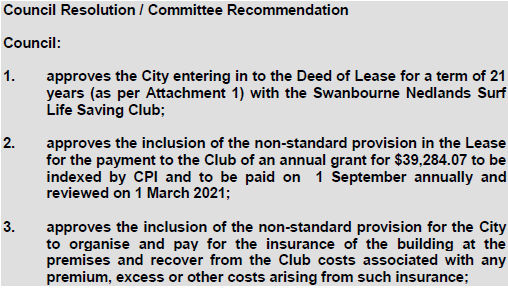 Council Resolution / Committee Recommendation
Council:
1. approves the City entering in to the Deed of Lease for a term of 21
years (as per Attachment 1) with the Swanbourne Nedlands Surf
Life Saving Club;
2. approves the inclusion of the non-standard provision in the Lease
for the payment to the Club of an annual grant for $39,284.07 to be
indexed by CPI and to be paid on 1 September annually and
reviewed on 1 March 2021;
3. approves the inclusion of the non-standard provision for the City
to organise and pay for the insurance of the building at the
premises and recover from the Club costs associated with any
premium, excess or other costs arising from such insurance;